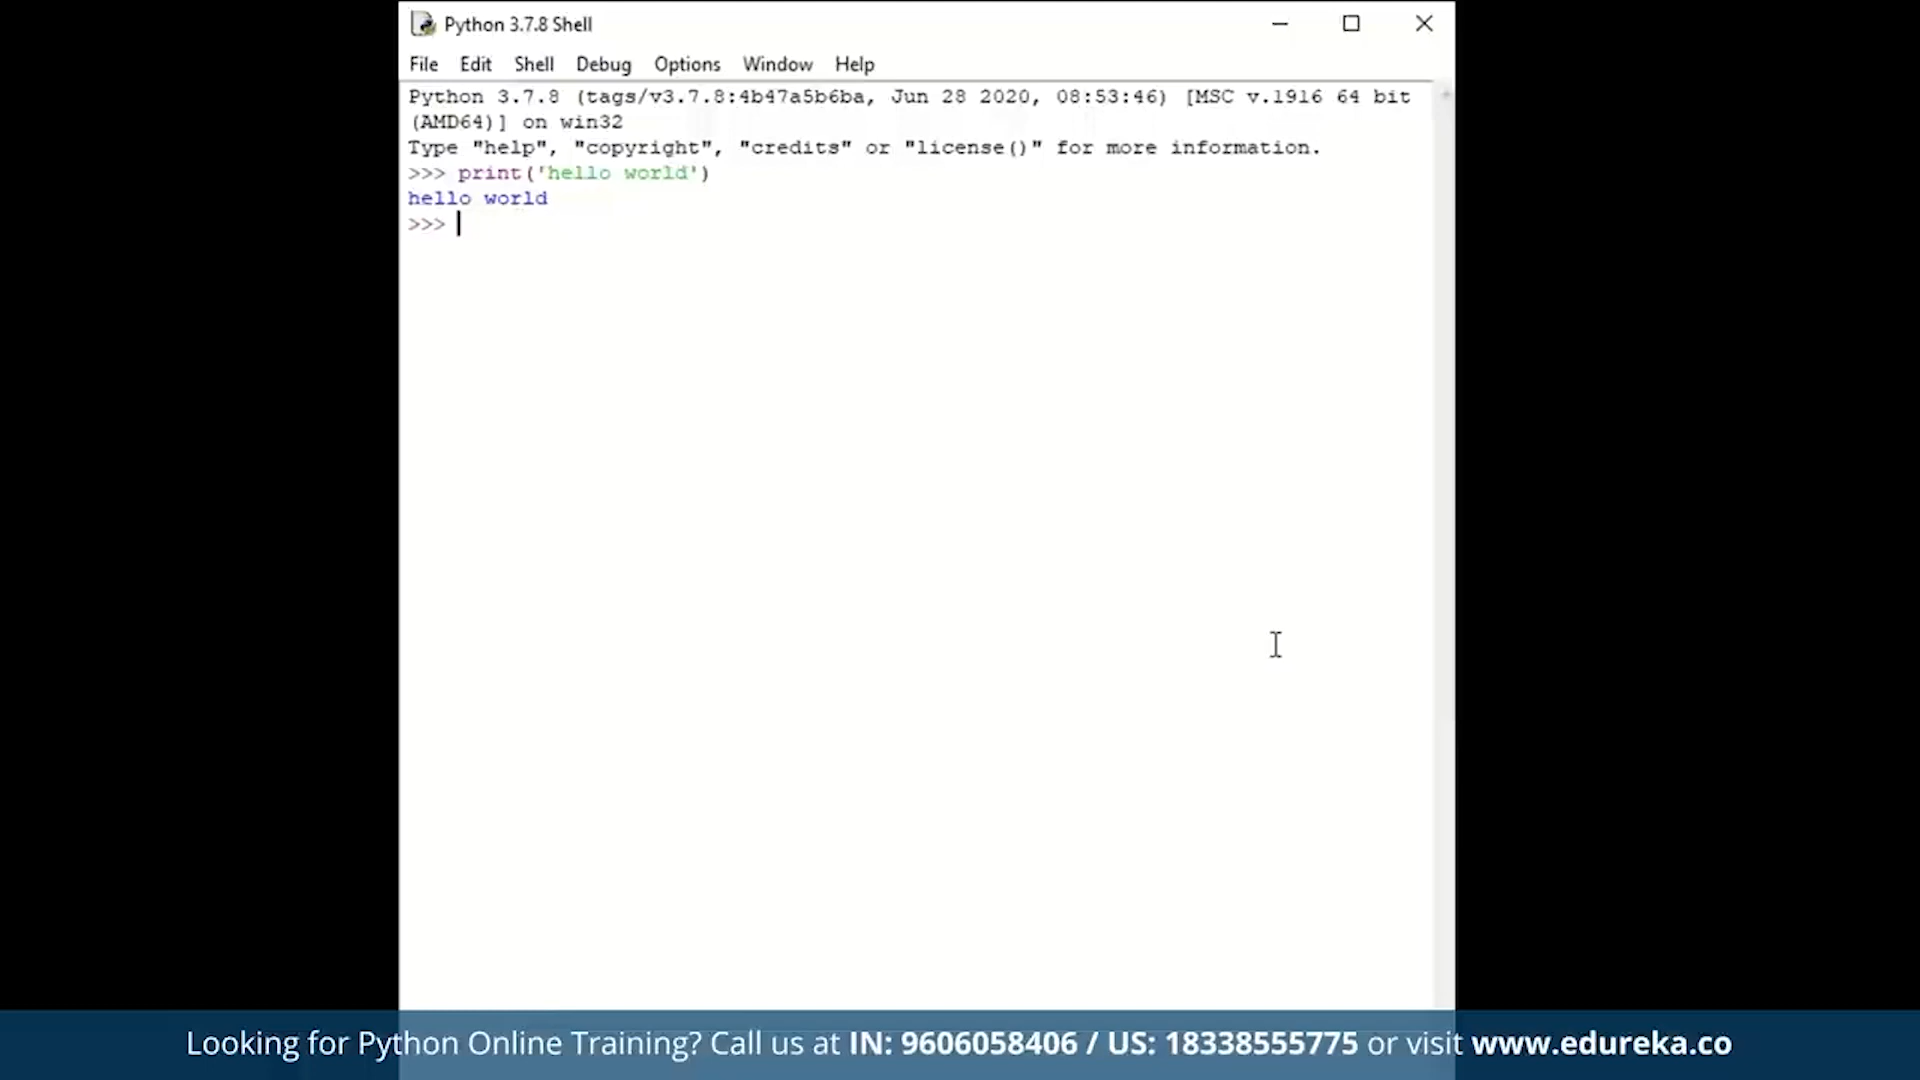 Python 3.7.8 Shell
File Edit Shell Debug Options Window Help
Python 3.7.8 (tags/v3.7.8:4b47a5b6ba, Jun 28 2020, 08:53:46) [MSC v.1916 64 bit
(AMD64)] on win32
Type "help", "copyright", "credits" or "license()" for more information.
>>> print('hello world')
hello world
>>>
Looking for Python Online Training? Call us at IN: 9606058406 / US: 18338555775 or visit www.edureka.co